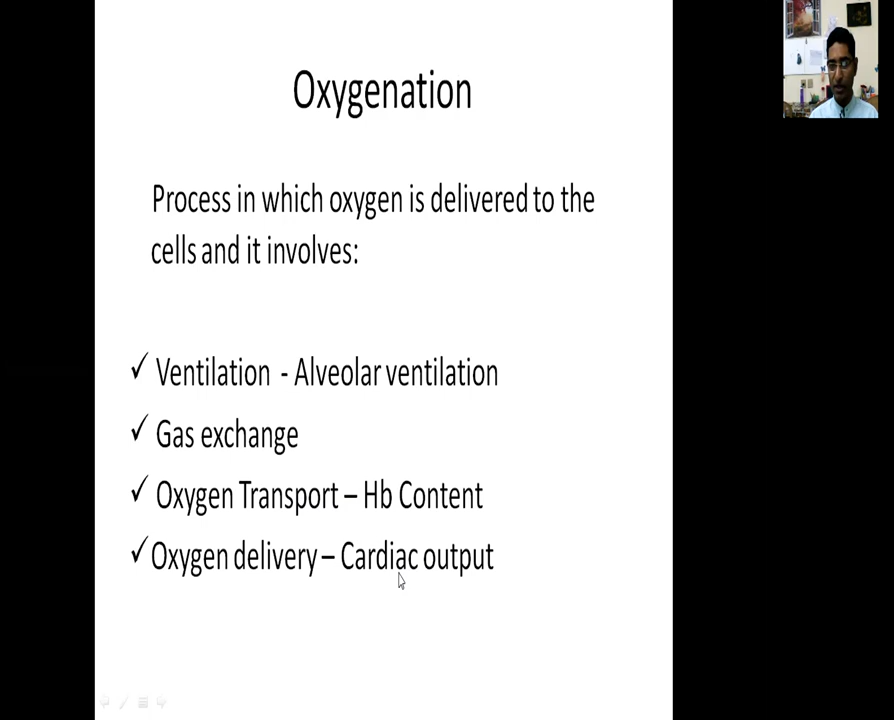 Oxygenation
Process in which oxygen is delivered to the
cells and it involves:
✓ Ventilation - Alveolar ventilation
✓ Gas exchange
✓ Oxygen Transport – Hb Content
✓ Oxygen delivery – Cardiac output